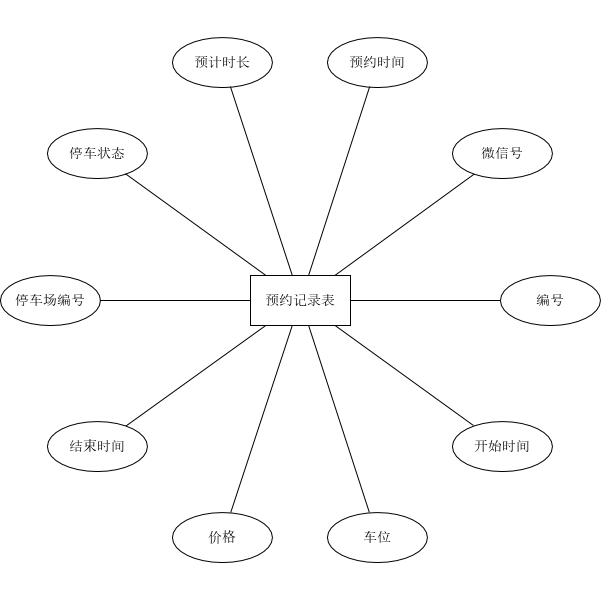 预计时长
预约时间
停车状态
微信号
停车场编号
预约记录表
编号
结束时间
开始时间
价格
车位